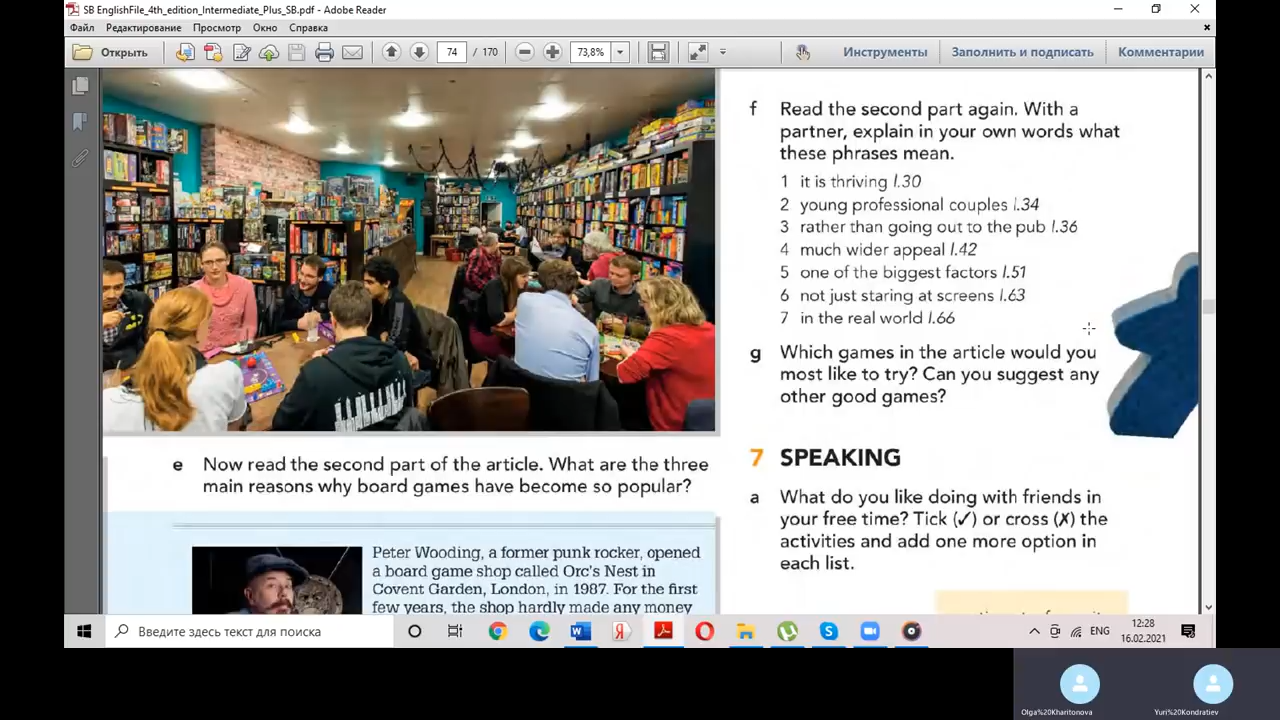 SB EnglishFile_4th_edition_Intermediate_Plus_SB.pdf - Adobe Reader
Файл Редактирование Просмотр Окно Справка
Открыть 74 / 170 73,8% Инструменты Заполнить и подписать Комментарии
e Now read the second part of the article. What are the three
main reasons why board games have become so popular?
Peter Wooding, a former punk rocker, opened
a board game shop called Orc's Nest in
Covent Garden, London, in 1987. For the first
few years, the shop hardly made any money
f Read the second part again. With a
partner, explain in your own words what
these phrases mean.
1 it is thriving l.30
2 young professional couples l.34
3 rather than going out to the pub l.36
4 much wider appeal l.42
5 one of the biggest factors l.51
6 not just staring at screens l.63
7 in the real world l.66
g Which games in the article would you
most like to try? Can you suggest any
other good games?
7 SPEAKING
a What do you like doing with friends in
your free time? Tick (✓) or cross (✗) the
activities and add one more option in
each list.
Введите здесь текст для поиска
ENG
12:28
16.02.2021
Olga%20Kharitonova
Yuri%20Kondratiev